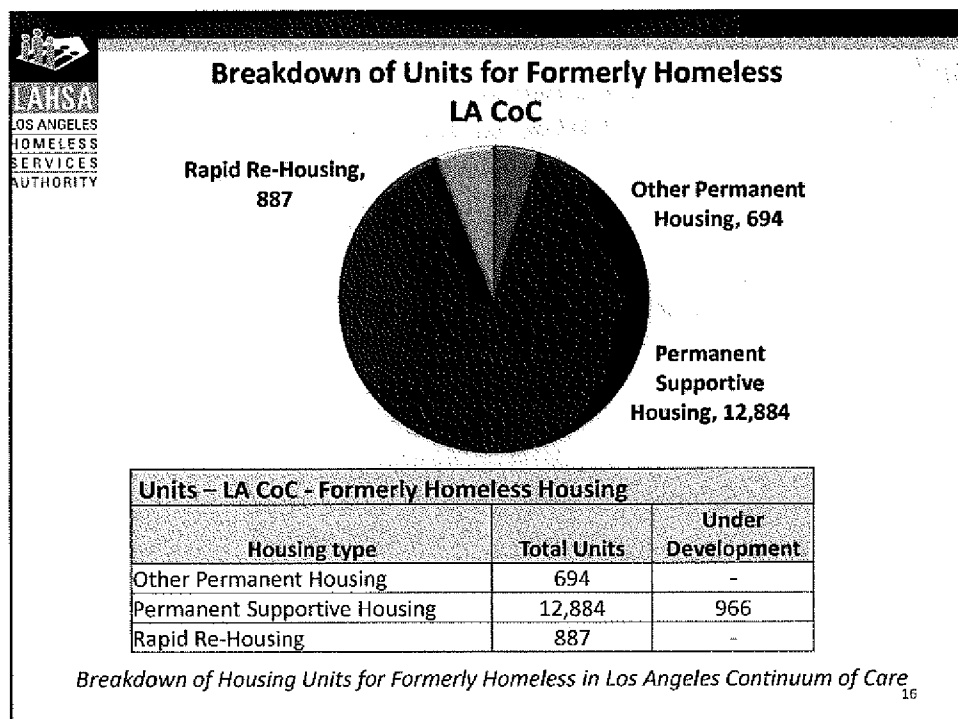 LAHSA
LOS ANGELES
HOMELESS
SERVICES
AUTHORITY
Breakdown of Units for Formerly Homeless
LA CoC
Rapid Re-Housing,
887
Other Permanent
Housing, 694
Permanent
Supportive
Housing, 12,884
Units – LA CoC - Formerly Homeless Housing
Housing type Total Units Under Development
Other Permanent Housing 694 -
Permanent Supportive Housing 12,884 966
Rapid Re-Housing 887 -
Breakdown of Housing Units for Formerly Homeless in Los Angeles Continuum of Care
16